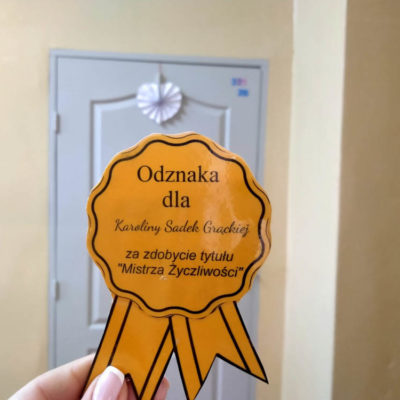 Odznaka
dla
Karoliny Sadek Grąckiej
za zdobycie tytułu
"Mistrza Życzliwości"